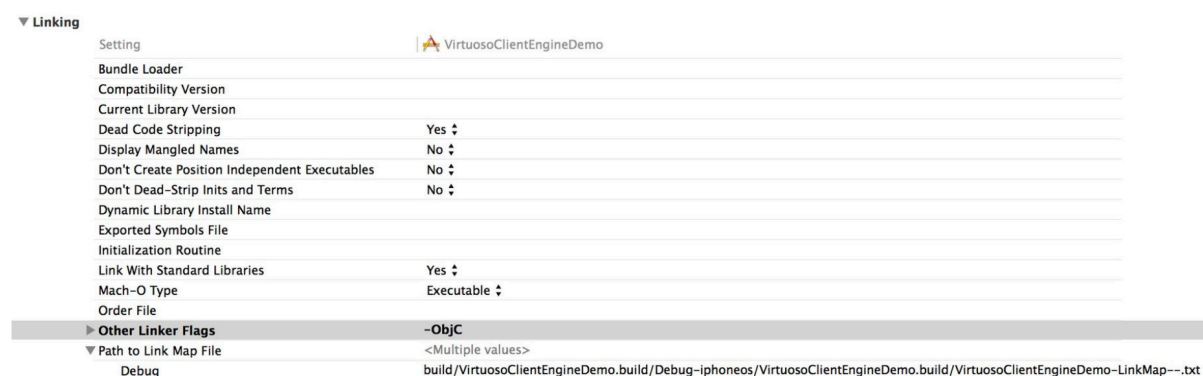 Linking
Setting VirtuosoClientEngineDemo
Bundle Loader
Compatibility Version
Current Library Version
Dead Code Stripping Yes
Display Mangled Names No
Don't Create Position Independent Executables No
Don't Dead-Strip Inits and Terms No
Dynamic Library Install Name
Exported Symbols File
Initialization Routine
Link With Standard Libraries Yes
Mach-O Type Executable
Order File
Other Linker Flags -ObjC
Path to Link Map File <Multiple values>
Debug build/VirtuosoClientEngineDemo.build/Debug-iphoneos/VirtuosoClientEngineDemo.build/VirtuosoClientEngineDemo-LinkMap--.txt